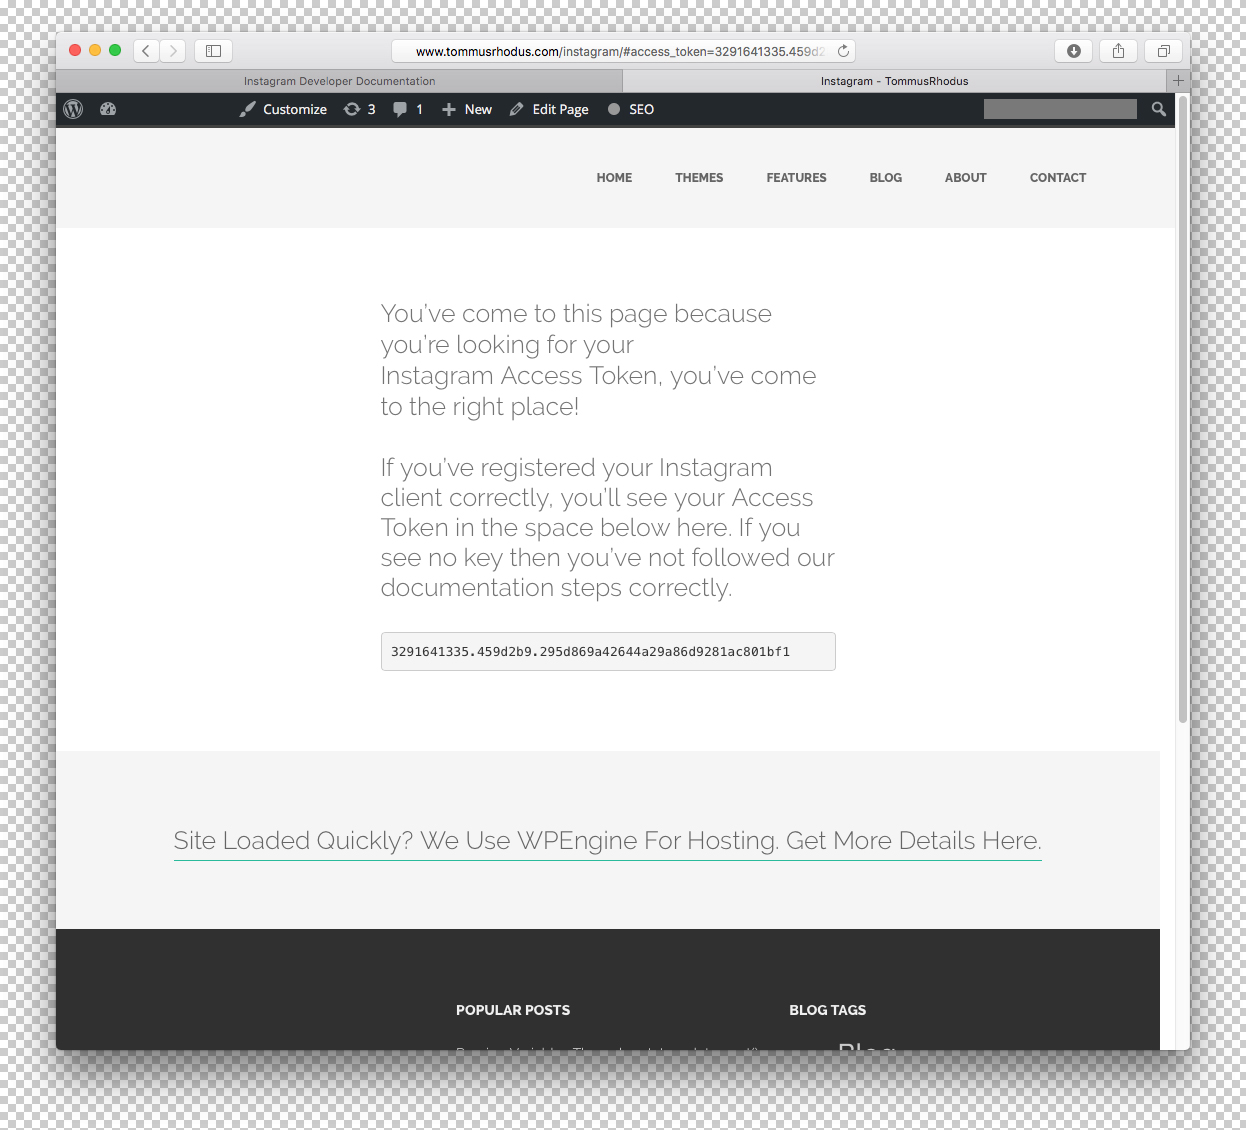 www.tommusrhodus.com/instagram/#access_token=3291641335.459d2
Instagram Developer Documentation
Instagram - TommusRhodus
Customize 3 1 New Edit Page SEO
HOME THEMES FEATURES BLOG ABOUT CONTACT
You’ve come to this page because
you’re looking for your
Instagram Access Token, you’ve come
to the right place!
If you’ve registered your Instagram
client correctly, you’ll see your Access
Token in the space below here. If you
see no key then you’ve not followed our
documentation steps correctly.
3291641335.459d2b9.295d869a42644a29a86d9281ac801bf1
Site Loaded Quickly? We Use WPEngine For Hosting. Get More Details Here.
POPULAR POSTS
BLOG TAGS
Blog